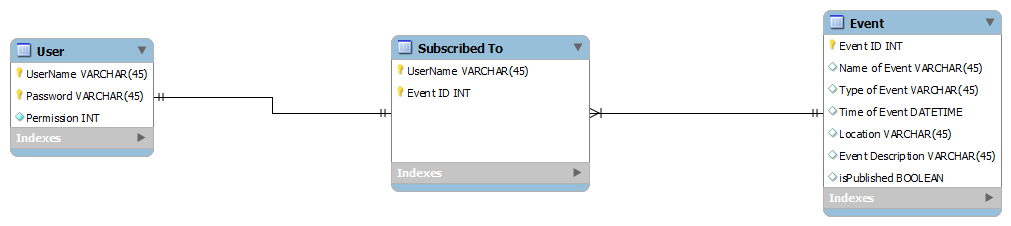 User
UserName VARCHAR(45)
Password VARCHAR(45)
Permission INT
Indexes
Subscribed To
UserName VARCHAR(45)
Event ID INT
Indexes
Event
Event ID INT
Name of Event VARCHAR(45)
Type of Event VARCHAR(45)
Time of Event DATETIME
Location VARCHAR(45)
Event Description VARCHAR(45)
isPublished BOOLEAN
Indexes